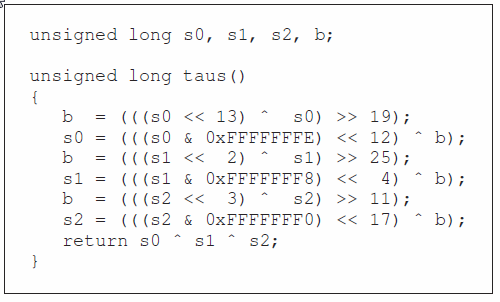 unsigned long s0, s1, s2, b;
unsigned long taus()
{
b = (((s0 << 13) ^ s0) >> 19);
s0 = (((s0 & 0xFFFFFFFE) << 12) ^ b);
b = (((s1 << 2) ^ s1) >> 25);
s1 = (((s1 & 0xFFFFFFF8) << 4) ^ b);
b = (((s2 << 3) ^ s2) >> 11);
s2 = (((s2 & 0xFFFFFFF0) << 17) ^ b);
return s0 ^ s1 ^ s2;
}